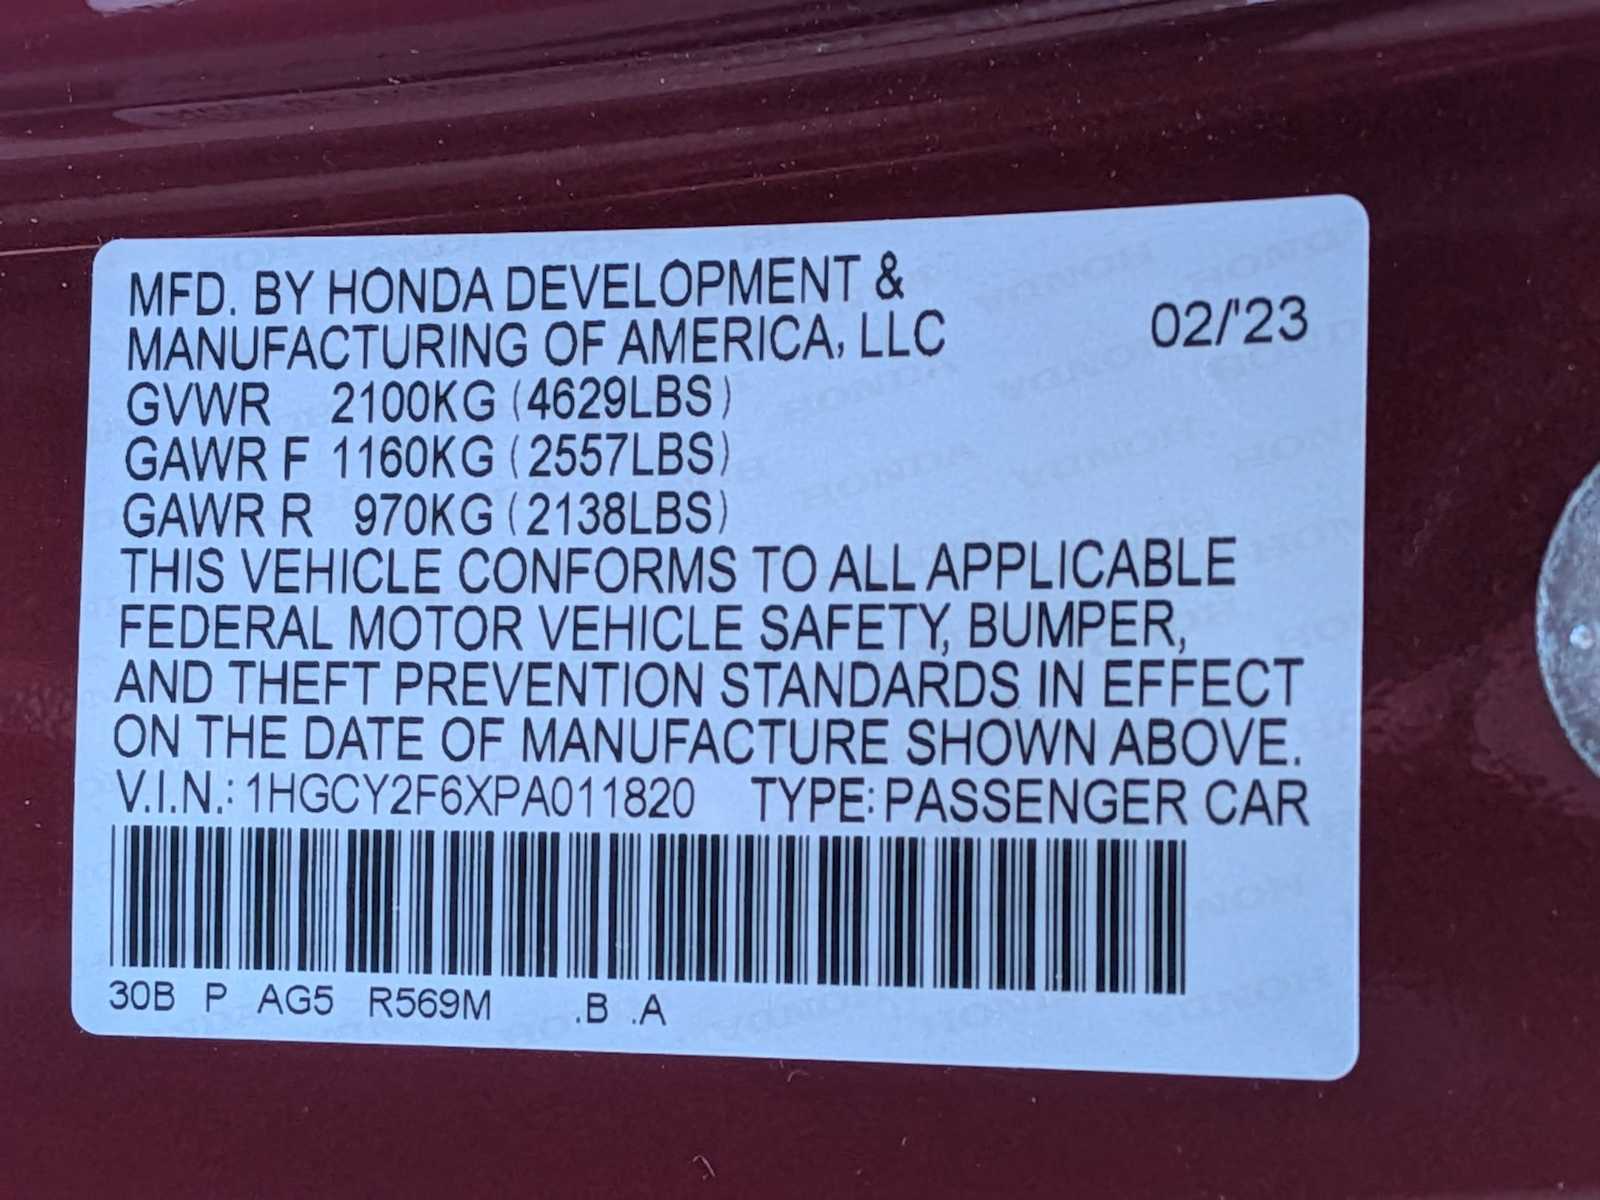 MFD. BY HONDA DEVELOPMENT &
MANUFACTURING OF AMERICA, LLC 02/'23
GVWR 2100KG (4629LBS)
GAWR F 1160KG (2557LBS)
GAWR R 970KG (2138LBS)
THIS VEHICLE CONFORMS TO ALL APPLICABLE
FEDERAL MOTOR VEHICLE SAFETY, BUMPER,
AND THEFT PREVENTION STANDARDS IN EFFECT
ON THE DATE OF MANUFACTURE SHOWN ABOVE.
V.I.N.: 1HGCY2F6XPA011820 TYPE: PASSENGER CAR
30B P AG5 R569M .B .A